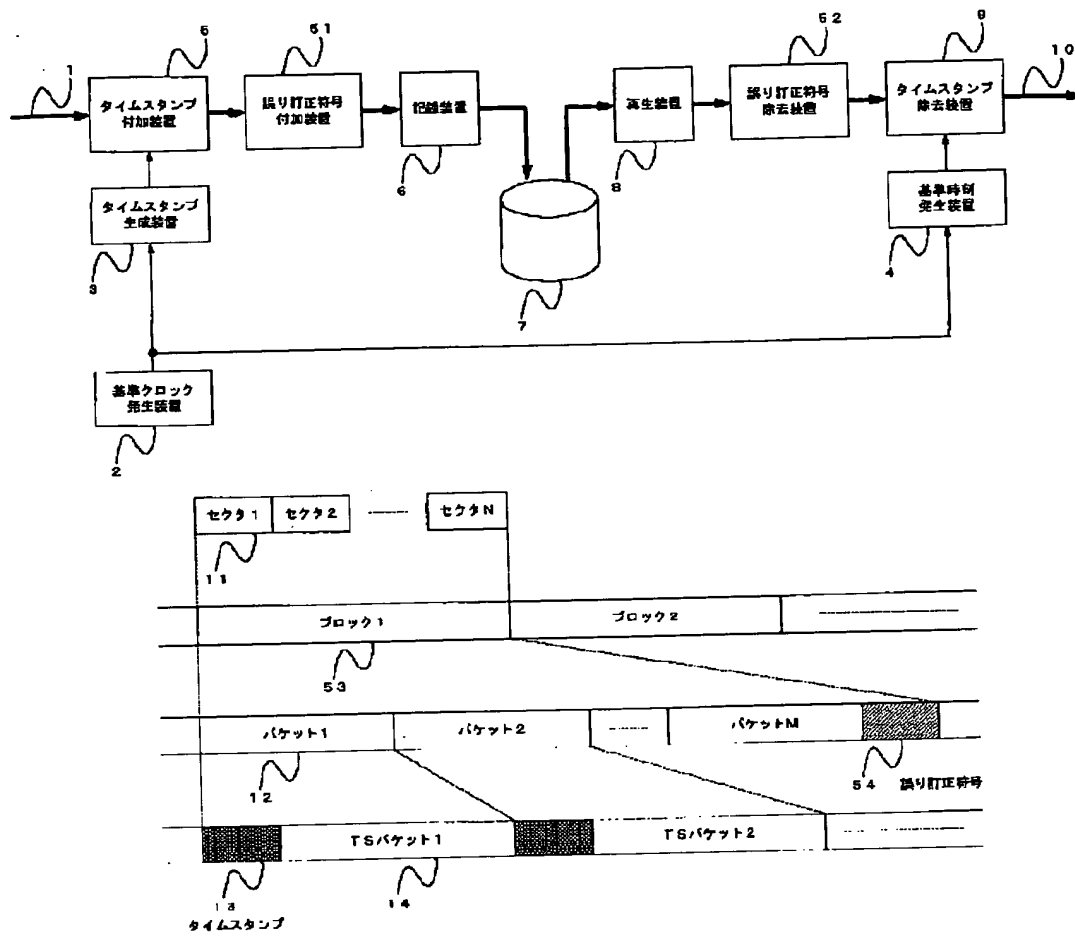 5
51
52
9
1
10
タイムスタンプ
付加装置
誤り訂正符号
付加装置
記録装置
再生装置
誤り訂正符号
除去装置
タイムスタンプ
除去装置
6
8
タイムスタンプ
生成装置
基準時刻
発生装置
3
7
4
基準クロック
発生装置
2
セクタ1 セクタ2 セクタN
11
ブロック1 ブロック2
53
パケット1 パケット2 パケットM
12
54 誤り訂正符号
TSパケット1 TSパケット2
13
14
タイムスタンプ